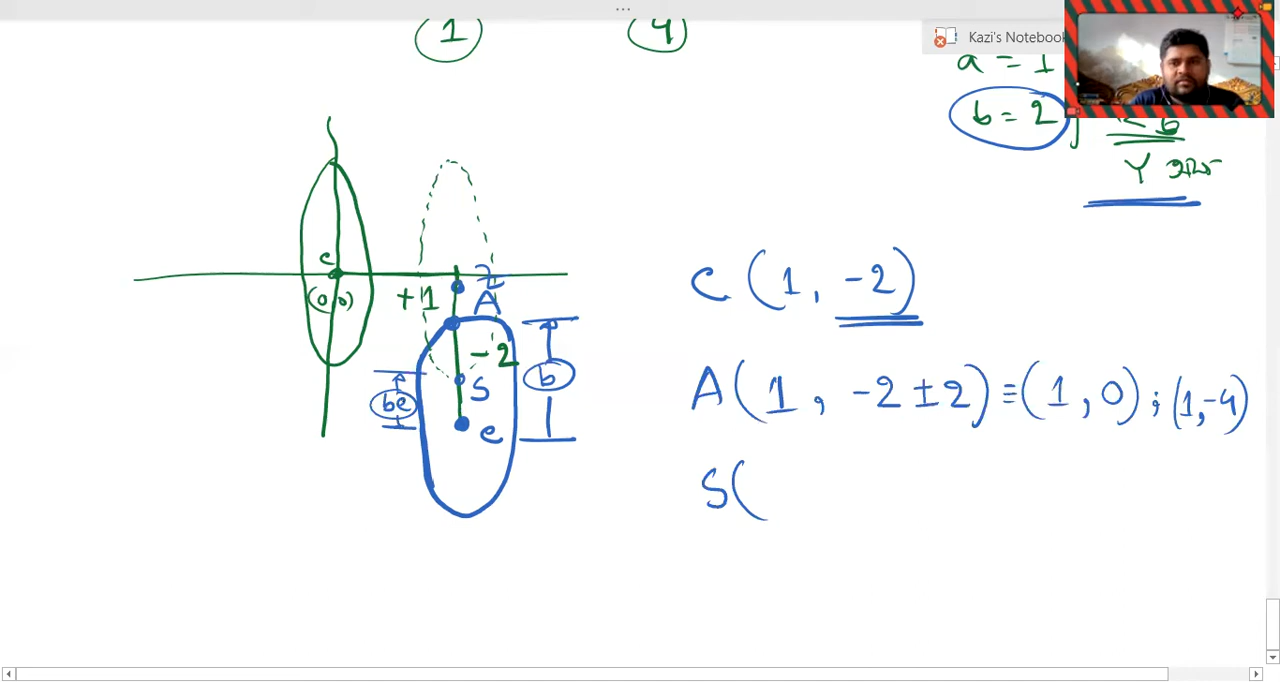 1 4
Kazi's Notebook
a = 1
b = 2
Y
C (1, -2)
A (1, -2 ± 2) ≡ (1, 0) ; (1, -4)
S (
c
(0,0)
+1
Z
A
-2
b
S
be
c